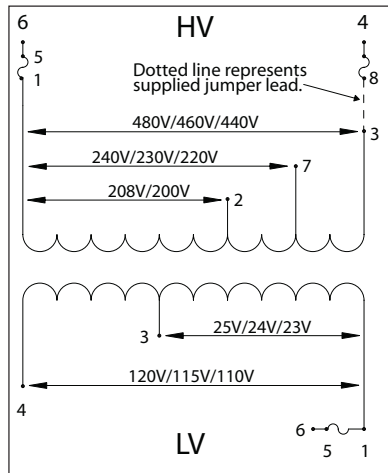 6 HV 4
5
1 8
Dotted line represents
supplied jumper lead.
480V/460V/440V
3
240V/230V/220V
7
208V/200V
2
25V/24V/23V
3
120V/115V/110V
4
LV
6 5 1